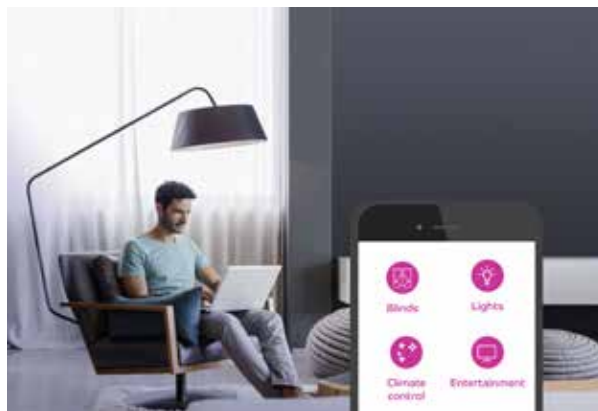 Blinds
Lights
Climate
control
Entertainment